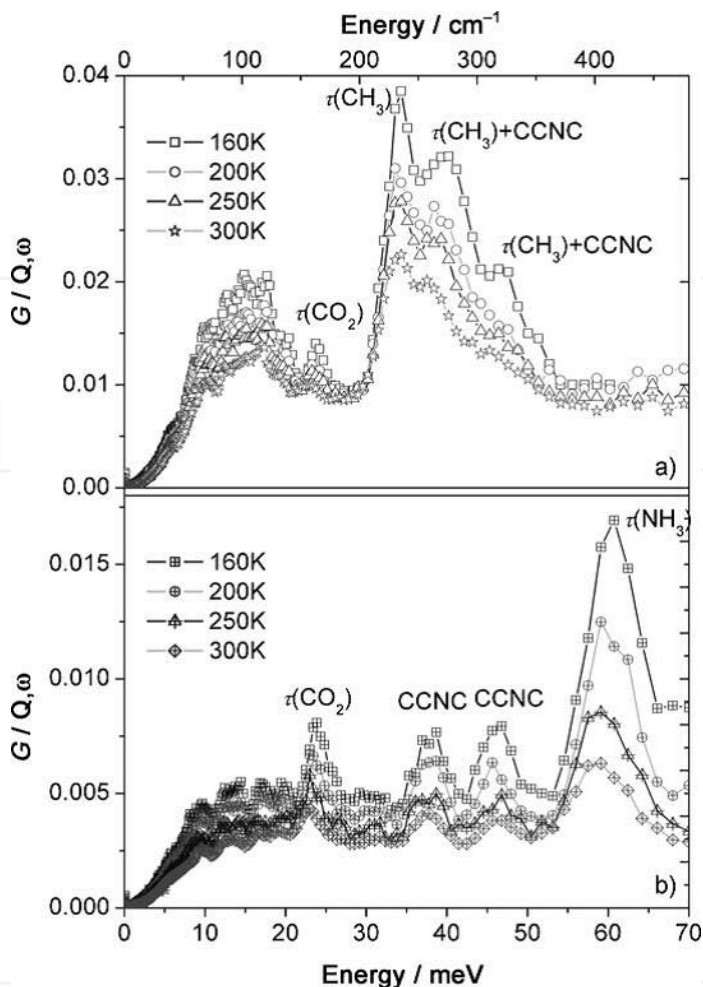 Energy / cm⁻¹
0 100 200 300 400
0.04
0.03
0.02
0.01
0.00
G / Q,ω
160K
200K
250K
300K
τ(CO₂)
τ(CH₃)
τ(CH₃)+CCNC
τ(CH₃)+CCNC
a)
0.015
0.010
0.005
0.000
G / Q,ω
160K
200K
250K
300K
τ(CO₂)
CCNC
CCNC
τ(NH₃)
b)
0 10 20 30 40 50 60 70
Energy / meV